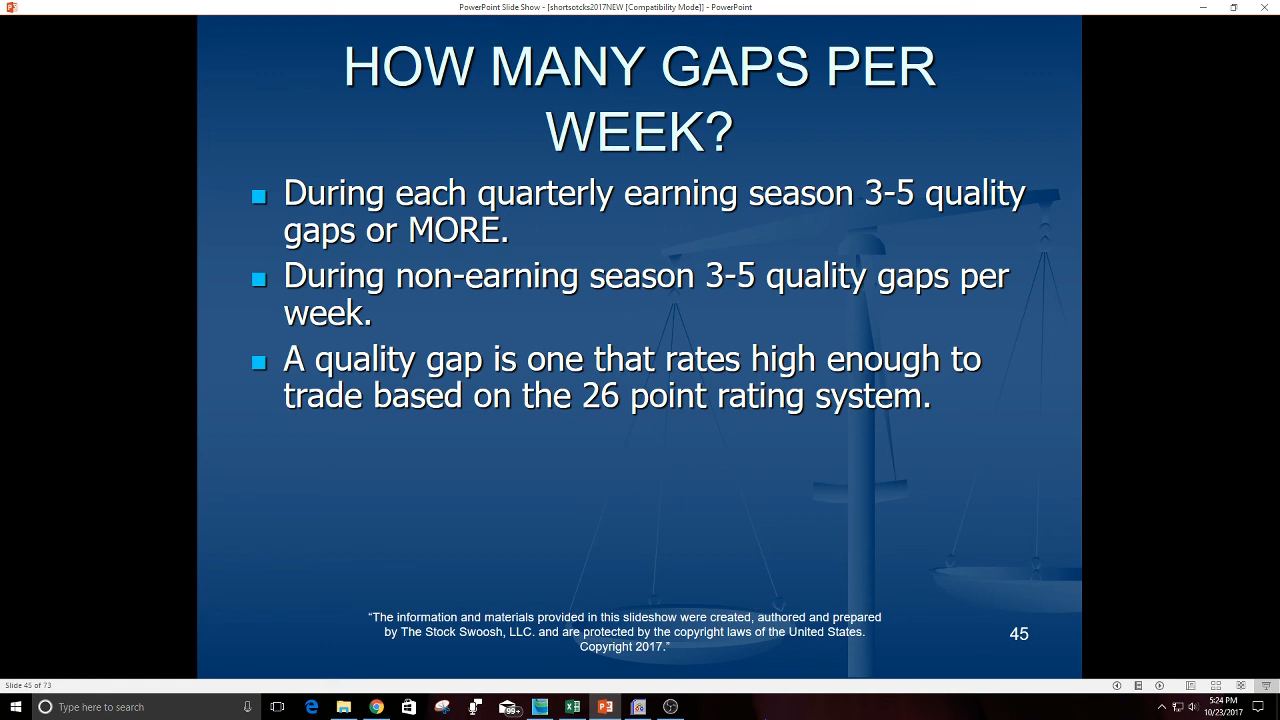 PowerPoint Slide Show - [shortsotcks2017NEW [Compatibility Mode]] - PowerPoint
HOW MANY GAPS PER
WEEK?
During each quarterly earning season 3-5 quality
gaps or MORE.
During non-earning season 3-5 quality gaps per
week.
A quality gap is one that rates high enough to
trade based on the 26 point rating system.
“The information and materials provided in this slideshow were created, authored and prepared
by The Stock Swoosh, LLC. and are protected by the copyright laws of the United States.
Copyright 2017.”
45
Slide 45 of 73
Type here to search
99+
5:24 PM
10/23/2017